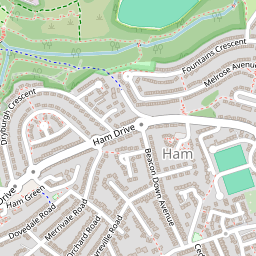 Fountains Crescent
Melrose Avenue
Dryburgh Crescent
Ham Drive
Ham
Beacon Down Avenue
Drive
Ham Green
Dovedale Road
Merrivale Road
Orchard Road